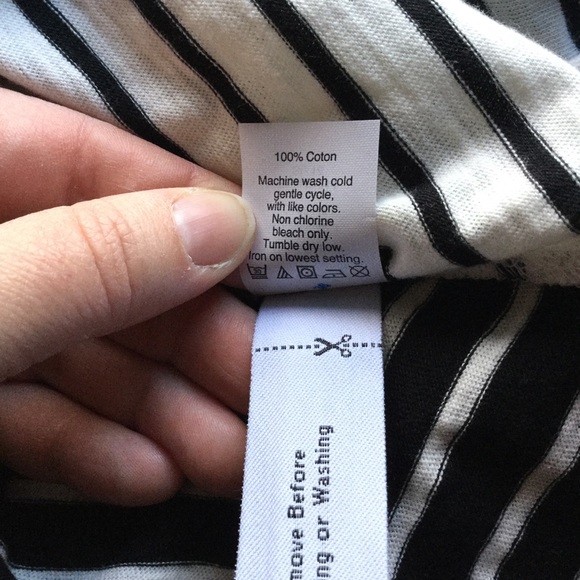 100% Coton
Machine wash cold
gentle cycle,
with like colors.
Non chlorine
bleach only.
Tumble dry low.
Iron on lowest setting.
move Before
ng or Washing